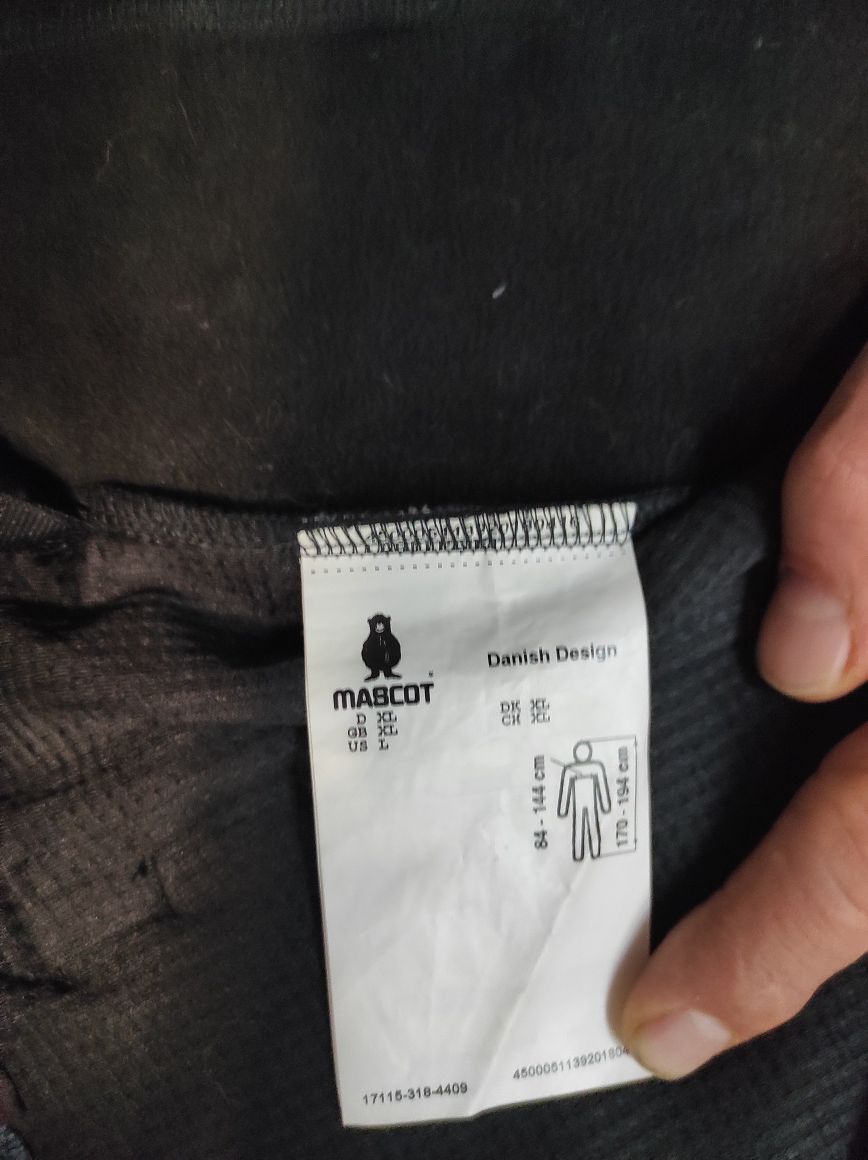 MASCOT
Danish Design
D XL
GB XL
US L
DK XL
CH XL
84 - 144 cm
170 - 194 cm
17115-318-4409
4500051139201804